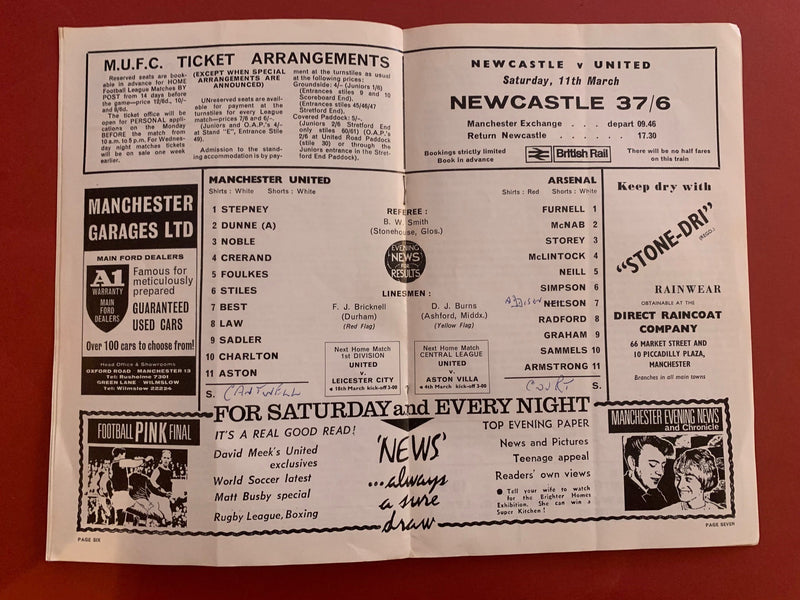 M.U.F.C. TICKET ARRANGEMENTS
Reserved seats are book-
able in advance for HOME
Football League Matches BY
POST from 14 days before
the game—price 12/6d., 10/-
and 8/6d.
The ticket office will be
open for PERSONAL applic-
ations on the Monday
BEFORE the match from
10 a.m. to 5 p.m. For Wednes-
day night matches tickets
will be on sale one week
earlier.
(EXCEPT WHEN SPECIAL
ARRANGEMENTS ARE
ANNOUNCED)
UNreserved seats are avail-
able for payment at the
turnstiles for every League
match-prices 7/6 and 6/-.
(Juniors and O.A.P.'s 4/-
at Stand "E", Entrance Stile
49).
Admission to the stand-
ing accommodation is by pay-
ment at the turnstiles as usual
at the following prices:
Groundside: 4/- (Juniors 1/6)
(Entrances stiles 9 and 10
Scoreboard End).
(Entrances stiles 45/46/47
Stretford End).
Covered Paddock: 5/-,
(Juniors 2/6 Stretford End
only stiles 60/61) (O.A.P.'s
2/6 at United Road Paddock
(stile 30) or through the
Juniors entrance in the Stret-
ford End Paddock).
NEWCASTLE v UNITED
Saturday, 11th March
NEWCASTLE 37/6
Manchester Exchange . . . depart 09.46
Return Newcastle . . . . . . 17.30
Bookings strictly limited
Book in advance
British Rail
There will be no half fares
on this train
MANCHESTER
GARAGES LTD
MAIN FORD DEALERS
A1
WARRANTY
MAIN
FORD
DEALERS
Famous for
meticulously
prepared
GUARANTEED
USED CARS
Over 100 cars to choose from!
Head Office & Showrooms
OXFORD ROAD MANCHESTER 13
Tel: Rusholme 7301
GREEN LANE WILMSLOW
Tel: Wilmslow 22224
MANCHESTER UNITED
Shirts : White Shorts : White
1 STEPNEY
2 DUNNE (A)
3 NOBLE
4 CRERAND
5 FOULKES
6 STILES
7 BEST
8 LAW
9 SADLER
10 CHARLTON
11 ASTON
S. CANTWELL
REFEREE :
B. W. Smith
(Stonehouse, Glos.)
EVENING
NEWS
FOR
RESULTS
LINESMEN :
F. J. Bricknell
(Durham)
(Red Flag)
D. J. Burns
(Ashford, Middx.)
(Yellow Flag)
Next Home Match
1st DIVISION
UNITED
v.
LEICESTER CITY
18th March kick-off 3-00
Next Home Match
CENTRAL LEAGUE
UNITED
v.
ASTON VILLA
4th March kick-off 3-00
ARSENAL
Shirts : Red Shorts : White
FURNELL 1
McNAB 2
STOREY 3
McLINTOCK 4
NEILL 5
SIMPSON 6
NEILSON 7
RADFORD 8
GRAHAM 9
SAMMELS 10
ARMSTRONG 11
COURT S.
Keep dry with
"STONE-DRI"
(REGD.)
RAINWEAR
OBTAINABLE AT THE
DIRECT RAINCOAT
COMPANY
66 MARKET STREET AND
10 PICCADILLY PLAZA,
MANCHESTER
Branches in all main towns
FOR SATURDAY and EVERY NIGHT
FOOTBALL PINK FINAL
IT'S A REAL GOOD READ!
David Meek's United
exclusives
World Soccer latest
Matt Busby special
Rugby League, Boxing
'NEWS'
...always
a sure
draw
TOP EVENING PAPER
News and Pictures
Teenage appeal
Readers' own views
Tell your wife to watch
for the Brighter Homes
Exhibition. She can win a
Super Kitchen!
MANCHESTER EVENING NEWS
and Chronicle
PAGE SIX
PAGE SEVEN